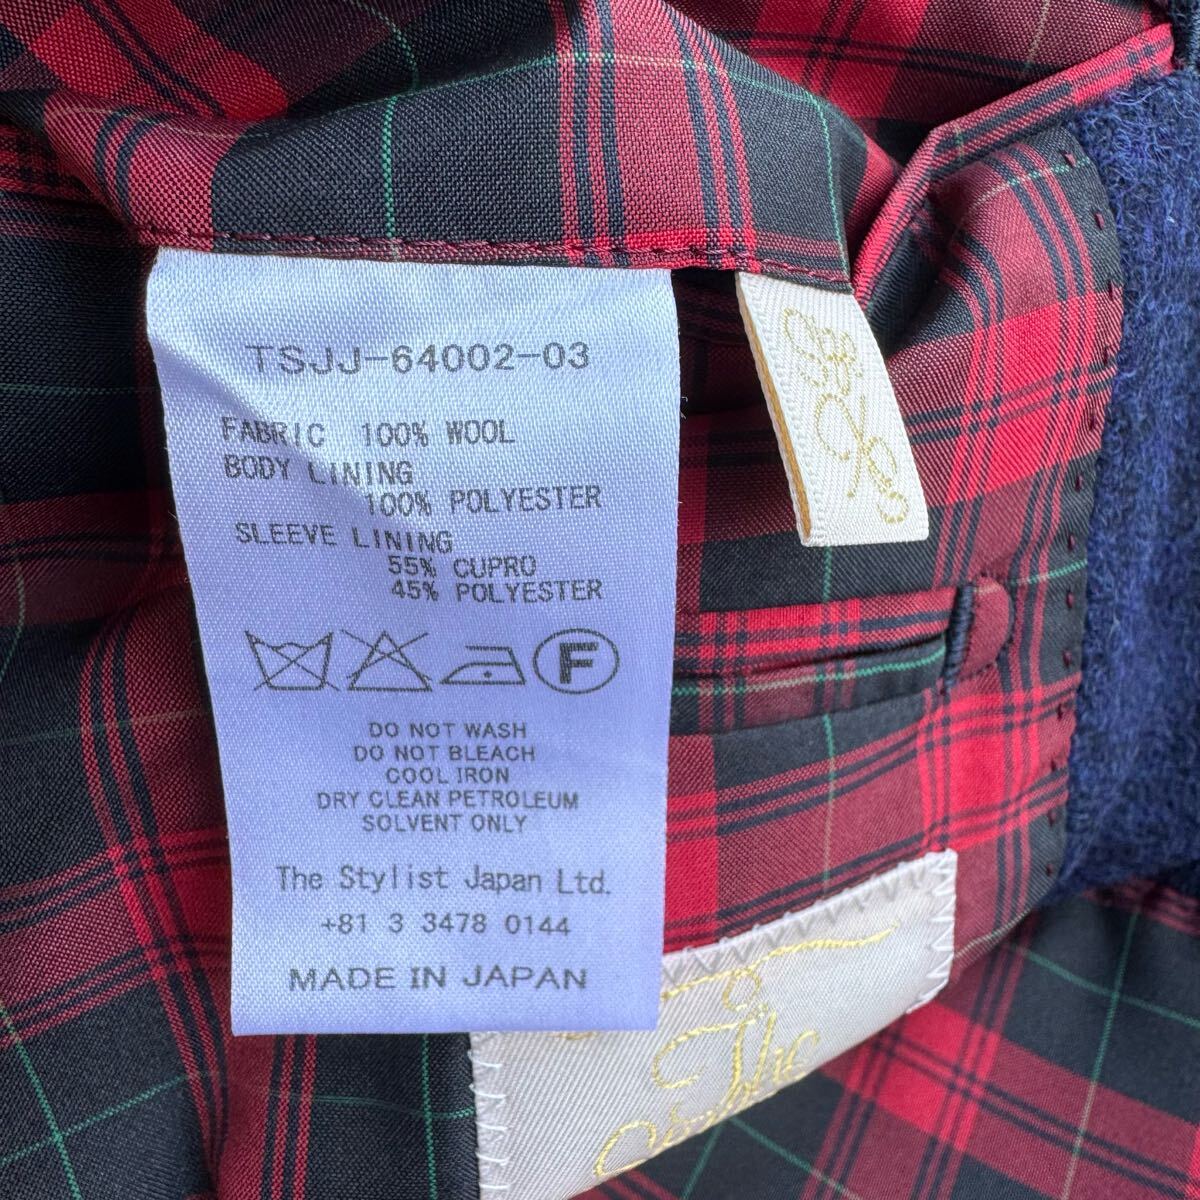 TSJJ-64002-03
FABRIC 100% WOOL
BODY LINING
100% POLYESTER
SLEEVE LINING
55% CUPRO
45% POLYESTER
F
DO NOT WASH
DO NOT BLEACH
COOL IRON
DRY CLEAN PETROLEUM
SOLVENT ONLY
The Stylist Japan Ltd.
+81 3 3478 0144
MADE IN JAPAN
The